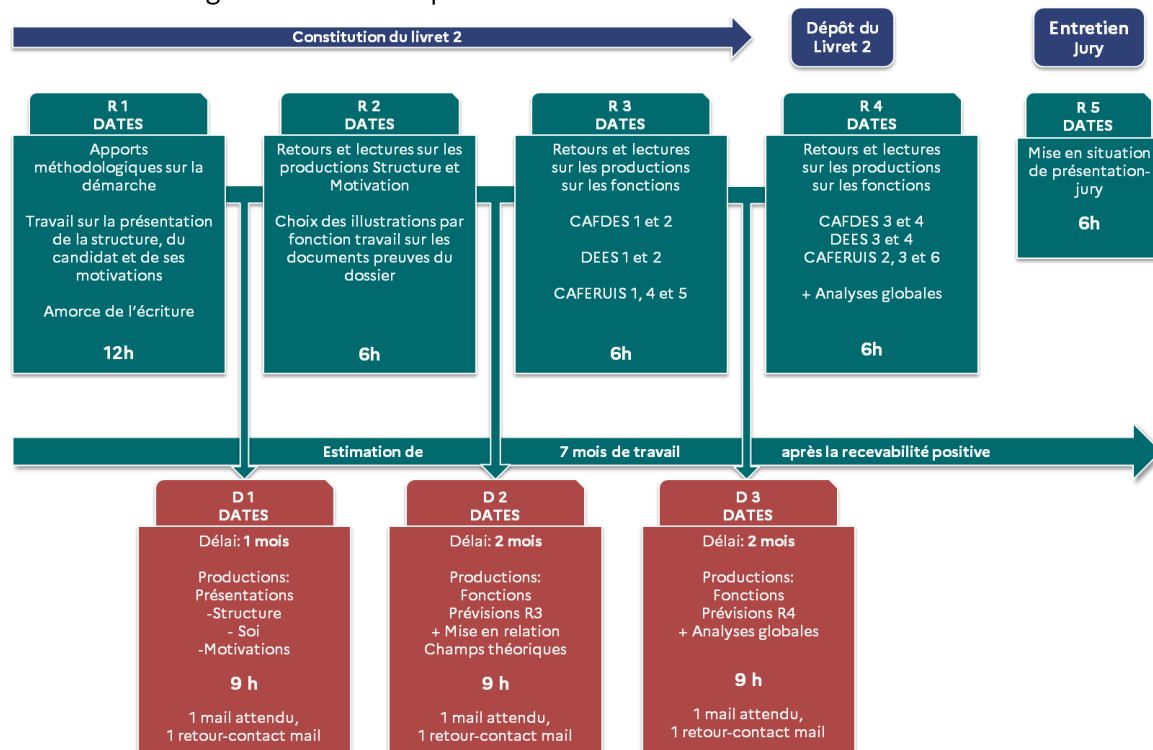 Constitution du livret 2
Dépôt du
Livret 2
Entretien
Jury
R 1
DATES
Apports
méthodologiques sur la
démarche
Travail sur la présentation
de la structure, du
candidat et de ses
motivations
Amorce de l'écriture
12h
R 2
DATES
Retours et lectures sur les
productions Structure et
Motivation
Choix des illustrations par
fonction travail sur les
documents preuves du
dossier
6h
R 3
DATES
Retours et lectures
sur les productions
sur les fonctions
CAFDES 1 et 2
DEES 1 et 2
CAFERUIS 1, 4 et 5
6h
R 4
DATES
Retours et lectures
sur les productions
sur les fonctions
CAFDES 3 et 4
DEES 3 et 4
CAFERUIS 2, 3 et 6
+ Analyses globales
6h
R 5
DATES
Mise en situation
de présentation-
jury
6h
Estimation de 7 mois de travail après la recevabilité positive
D 1
DATES
Délai: 1 mois
Productions:
Présentations
-Structure
- Soi
-Motivations
9 h
1 mail attendu,
1 retour-contact mail
D 2
DATES
Délai: 2 mois
Productions:
Fonctions
Prévisions R3
+ Mise en relation
Champs théoriques
9 h
1 mail attendu,
1 retour-contact mail
D 3
DATES
Délai: 2 mois
Productions:
Fonctions
Prévisions R4
+ Analyses globales
9 h
1 mail attendu,
1 retour-contact mail